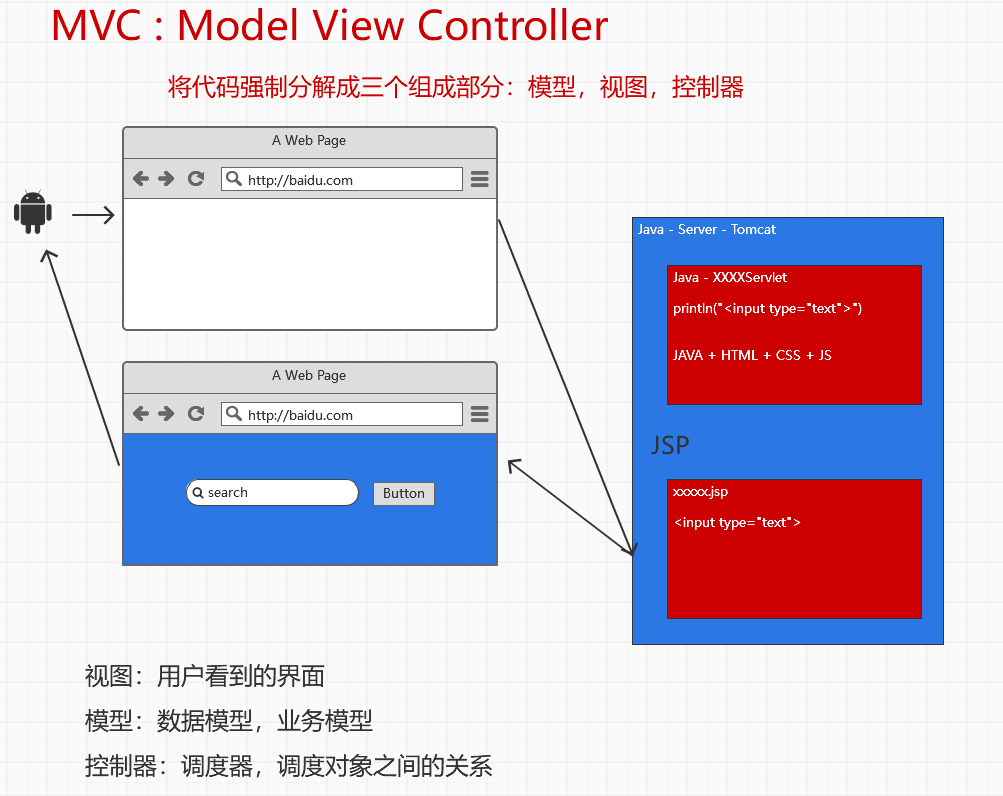 MVC : Model View Controller
将代码强制分解成三个组成部分：模型，视图，控制器
A Web Page
http://baidu.com
Java - Server - Tomcat
Java - XXXXServlet
println("<input type="text">")
JAVA + HTML + CSS + JS
A Web Page
http://baidu.com
search
Button
JSP
xxxxx.jsp
<input type="text">
视图：用户看到的界面
模型：数据模型，业务模型
控制器：调度器，调度对象之间的关系